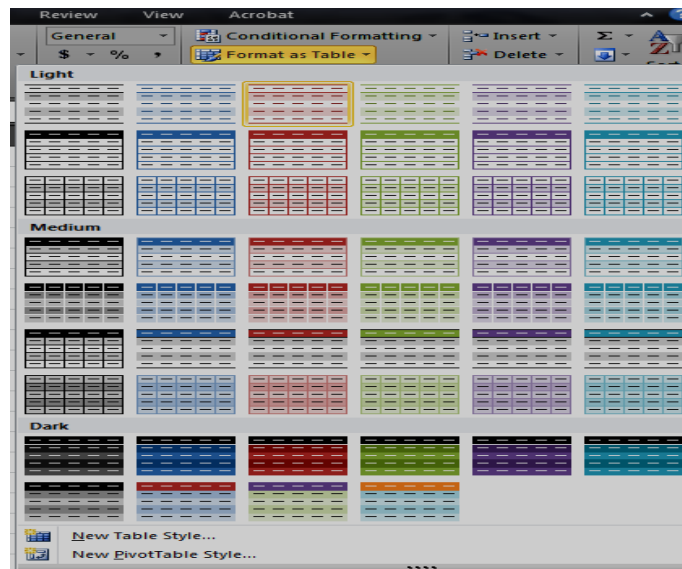 Review View Acrobat
General Conditional Formatting Insert Σ
$ % , Format as Table Delete
Light
Medium
Dark
New Table Style...
New PivotTable Style...